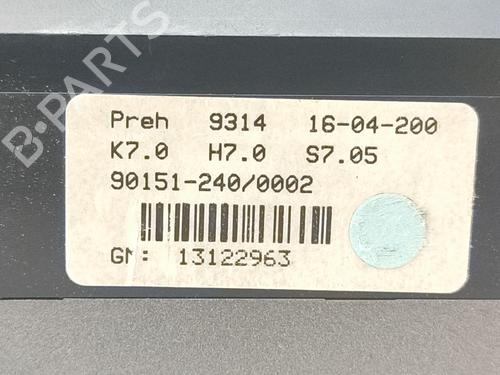 B-PARTS
Preh 9314 16-04-200
K7.0 H7.0 S7.05
90151-240/0002
GM: 13122963